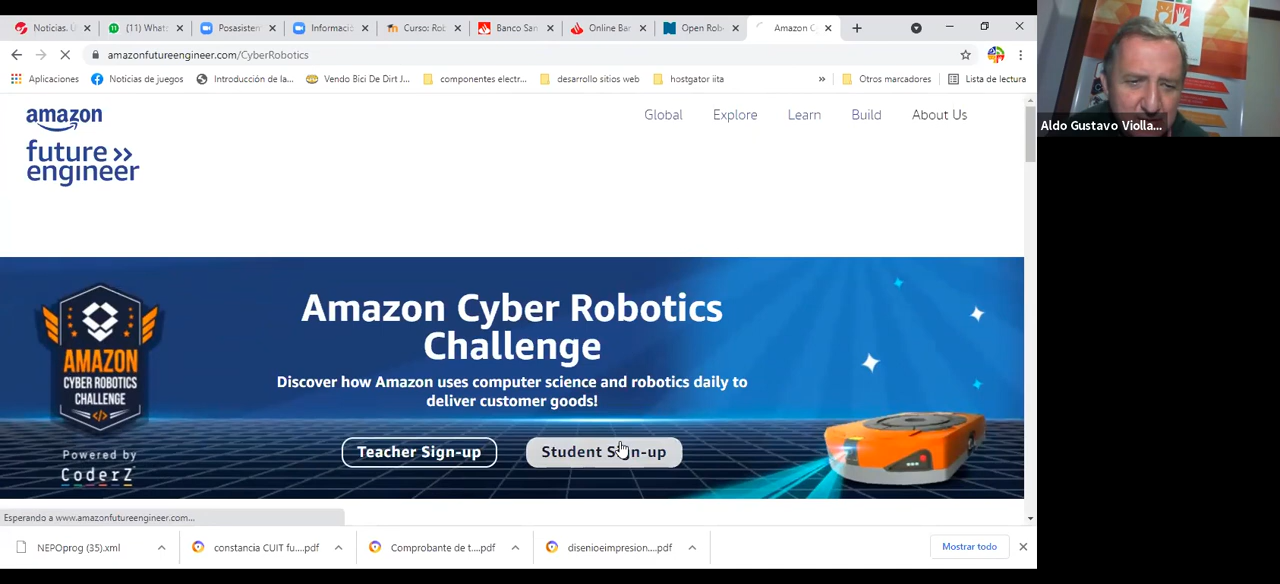 Noticias. U
(11) What:
Posasisten
Informació
Curso: Rob
Banco San
Online Ban
Open Rob
Amazon C
amazonfutureengineer.com/CyberRobotics
Aplicaciones
Noticias de juegos
Introducción de la...
Vendo Bici De Dirt J...
componentes electr...
desarrollo sitios web
hostgator iita
»
Otros marcadores
Lista de lectura
Aldo Gustavo Violla...
amazon
future >>
engineer
Global
Explore
Learn
Build
About Us
AMAZON
CYBER ROBOTICS
CHALLENGE
</>
Powered by
CoderZ
Amazon Cyber Robotics
Challenge
Discover how Amazon uses computer science and robotics daily to
deliver customer goods!
Teacher Sign-up
Student Sign-up
Esperando a www.amazonfutureengineer.com...
NEPOprog (35).xml
constancia CUIT fu....pdf
Comprobante de t....pdf
disenioeimpresion....pdf
Mostrar todo